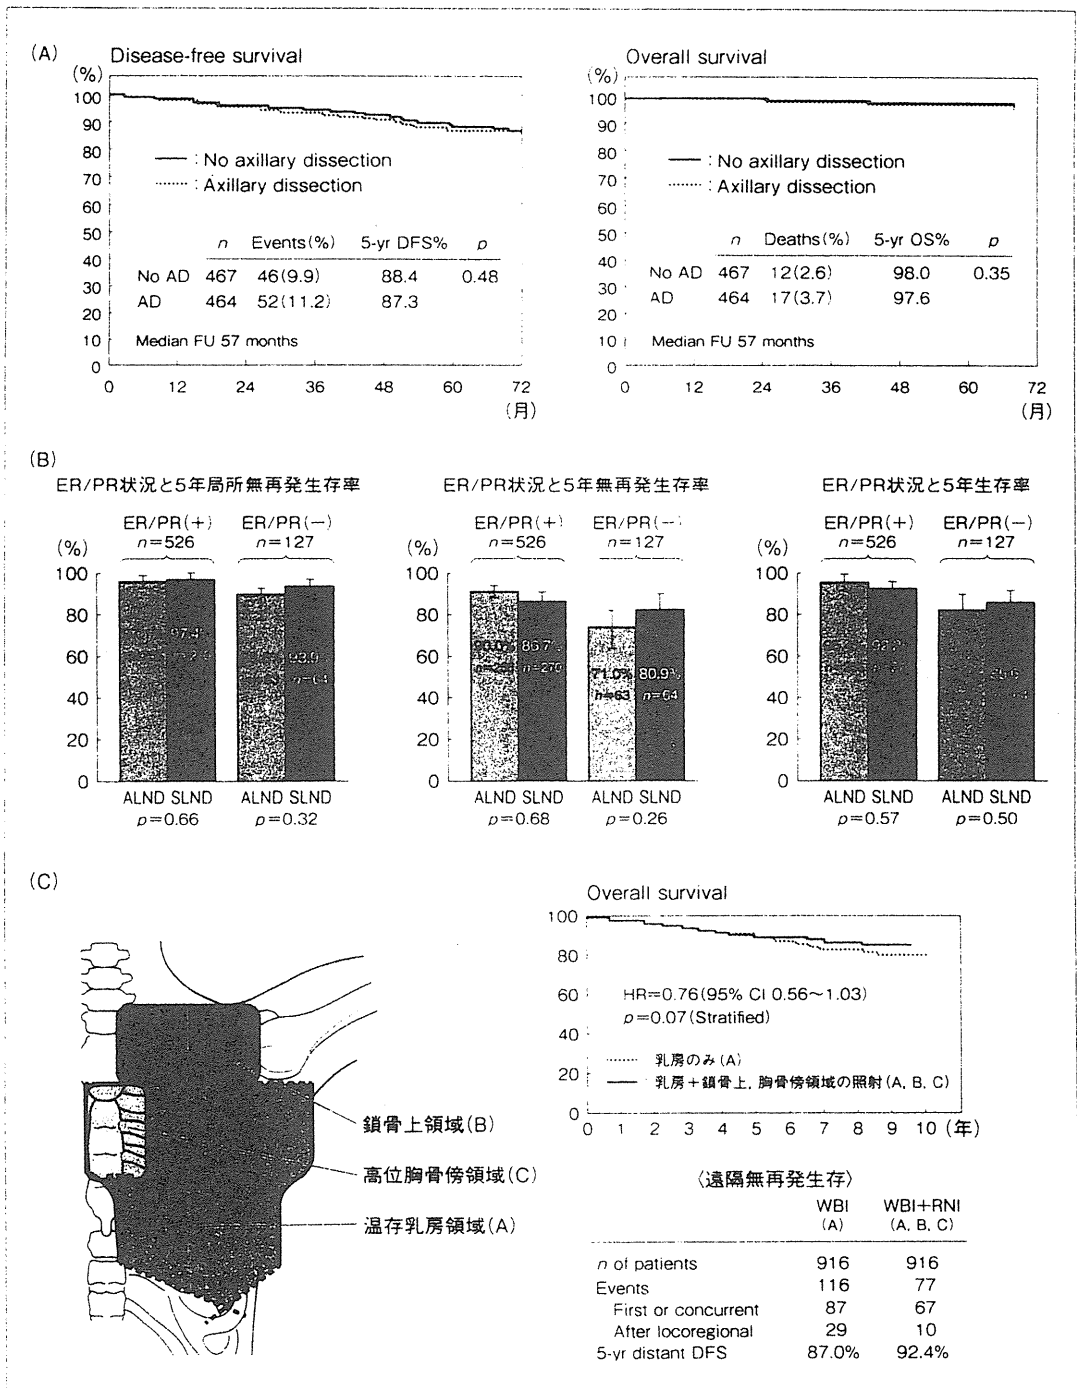 (A)
Disease-free survival
(%)
100
90
80
70
60
50
40
30
20
10
0
— : No axillary dissection
······ : Axillary dissection
n Events(%) 5-yr DFS% p
No AD 467 46(9.9) 88.4 0.48
AD 464 52(11.2) 87.3
Median FU 57 months
0 12 24 36 48 60 72
(月)
Overall survival
(%)
100
90
80
70
60
50
40
30
20
10
0
— : No axillary dissection
······ : Axillary dissection
n Deaths(%) 5-yr OS% p
No AD 467 12(2.6) 98.0 0.35
AD 464 17(3.7) 97.6
Median FU 57 months
0 12 24 36 48 60 72
(月)
(B)
ER/PR状況と5年局所無再発生存率
ER/PR(+) ER/PR(−)
n=526 n=127
(%)
100
80
60
40
20
0
97.4
93.9
ALND SLND ALND SLND
p=0.66 p=0.32
ER/PR状況と5年無再発生存率
ER/PR(+) ER/PR(−)
n=526 n=127
(%)
100
80
60
40
20
0
86.7
71.0% 80.9%
n=63 n=64
ALND SLND ALND SLND
p=0.68 p=0.26
ER/PR状況と5年生存率
ER/PR(+) ER/PR(−)
n=526 n=127
(%)
100
80
60
40
20
0
ALND SLND ALND SLND
p=0.57 p=0.50
(C)
鎖骨上領域(B)
高位胸骨傍領域(C)
温存乳房領域(A)
Overall survival
100
80
60
40
20
0
HR=0.76(95% CI 0.56~1.03)
p=0.07(Stratified)
······ 乳房のみ(A)
— 乳房+鎖骨上, 胸骨傍領域の照射(A, B, C)
0 1 2 3 4 5 6 7 8 9 10 (年)
〈遠隔無再発生存〉
WBI WBI+RNI
(A) (A, B, C)
n of patients 916 916
Events 116 77
First or concurrent 87 67
After locoregional 29 10
5-yr distant DFS 87.0% 92.4%